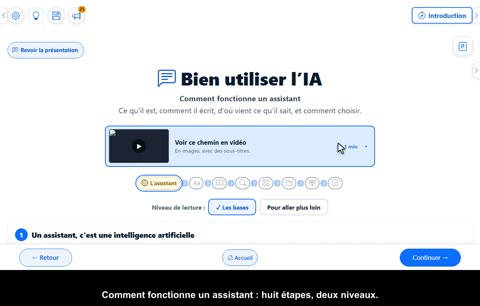 25
Introduction
Revoir la présentation
Bien utiliser l'IA
Comment fonctionne un assistant
Ce qu'il est, comment il écrit, d'où vient ce qu'il sait, et comment choisir.
Voir ce chemin en vidéo
En images, avec des sous-titres.
min
L'assistant
Aa
Niveau de lecture :
✓ Les bases
Pour aller plus loin
1 Un assistant, c'est une intelligence artificielle
← Retour
Accueil
Continuer →
Comment fonctionne un assistant : huit étapes, deux niveaux.